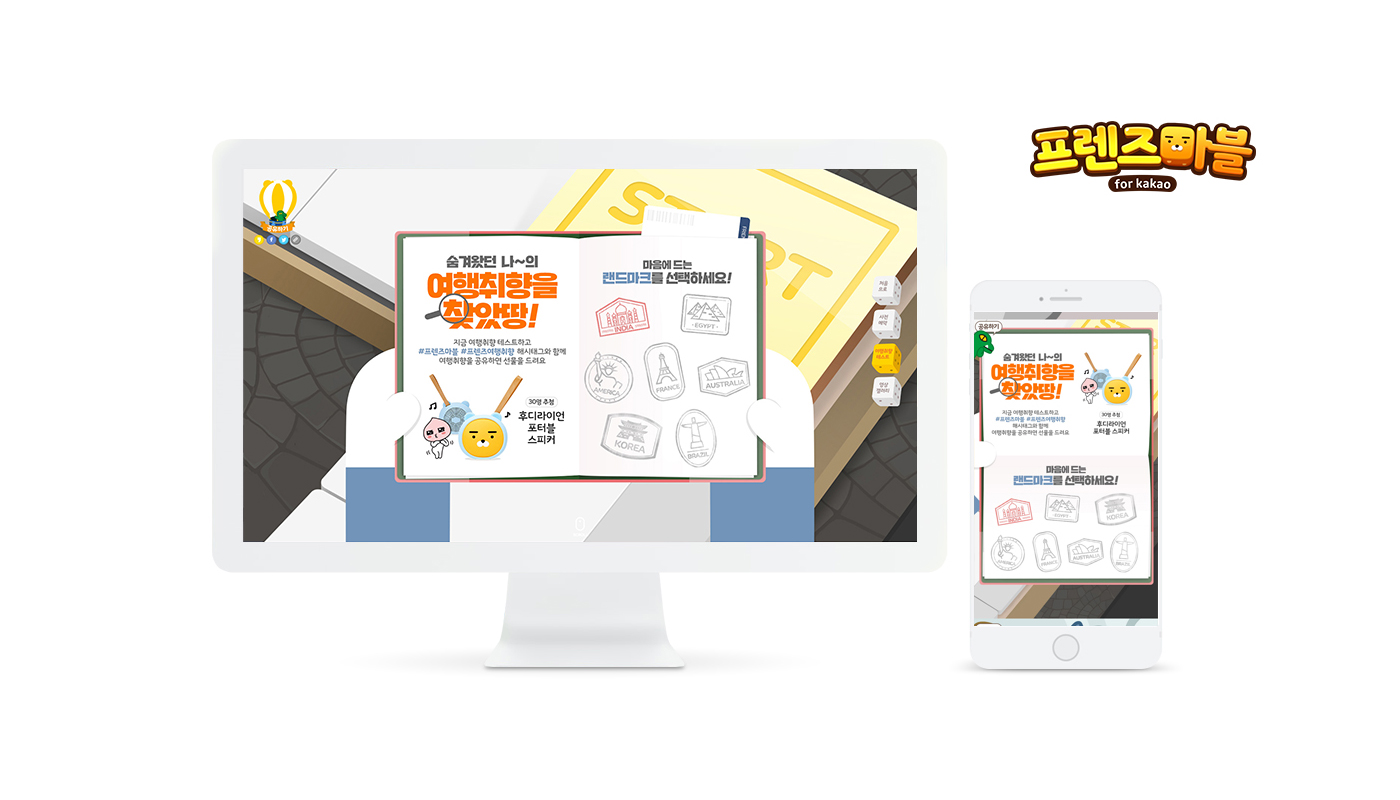 프렌즈마블
for kakao
공유하기
START
숨겨왔던 나~의
여행취향을
찾았땅!
지금 여행취향 테스트하고
#프렌즈마블 #프렌즈여행취향 해시태그와 함께
여행취향을 공유하면 선물을 드려요
30명 추첨
후디라이언
포터블
스피커
마음에 드는
랜드마크를 선택하세요!
INDIA
EGYPT
AMERICA
FRANCE
AUSTRALIA
KOREA
BRAZIL
처음
으로
사전
예약
여행취향
테스트
영상
갤러리
공유하기
숨겨왔던 나~의
여행취향을
찾았땅!
지금 여행취향 테스트하고
#프렌즈마블 #프렌즈여행취향
해시태그와 함께
여행취향을 공유하면 선물을 드려요
30명 추첨
후디라이언
포터블 스피커
마음에 드는
랜드마크를 선택하세요!
INDIA
EGYPT
KOREA
AMERICA
FRANCE
AUSTRALIA
BRAZIL